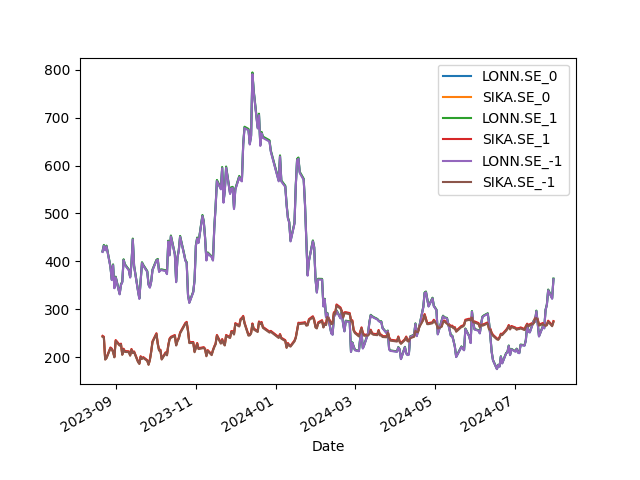 800
700
600
500
400
300
200
LONN.SE_0
SIKA.SE_0
LONN.SE_1
SIKA.SE_1
LONN.SE_-1
SIKA.SE_-1
2023-09
2023-11
2024-01
2024-03
2024-05
2024-07
Date